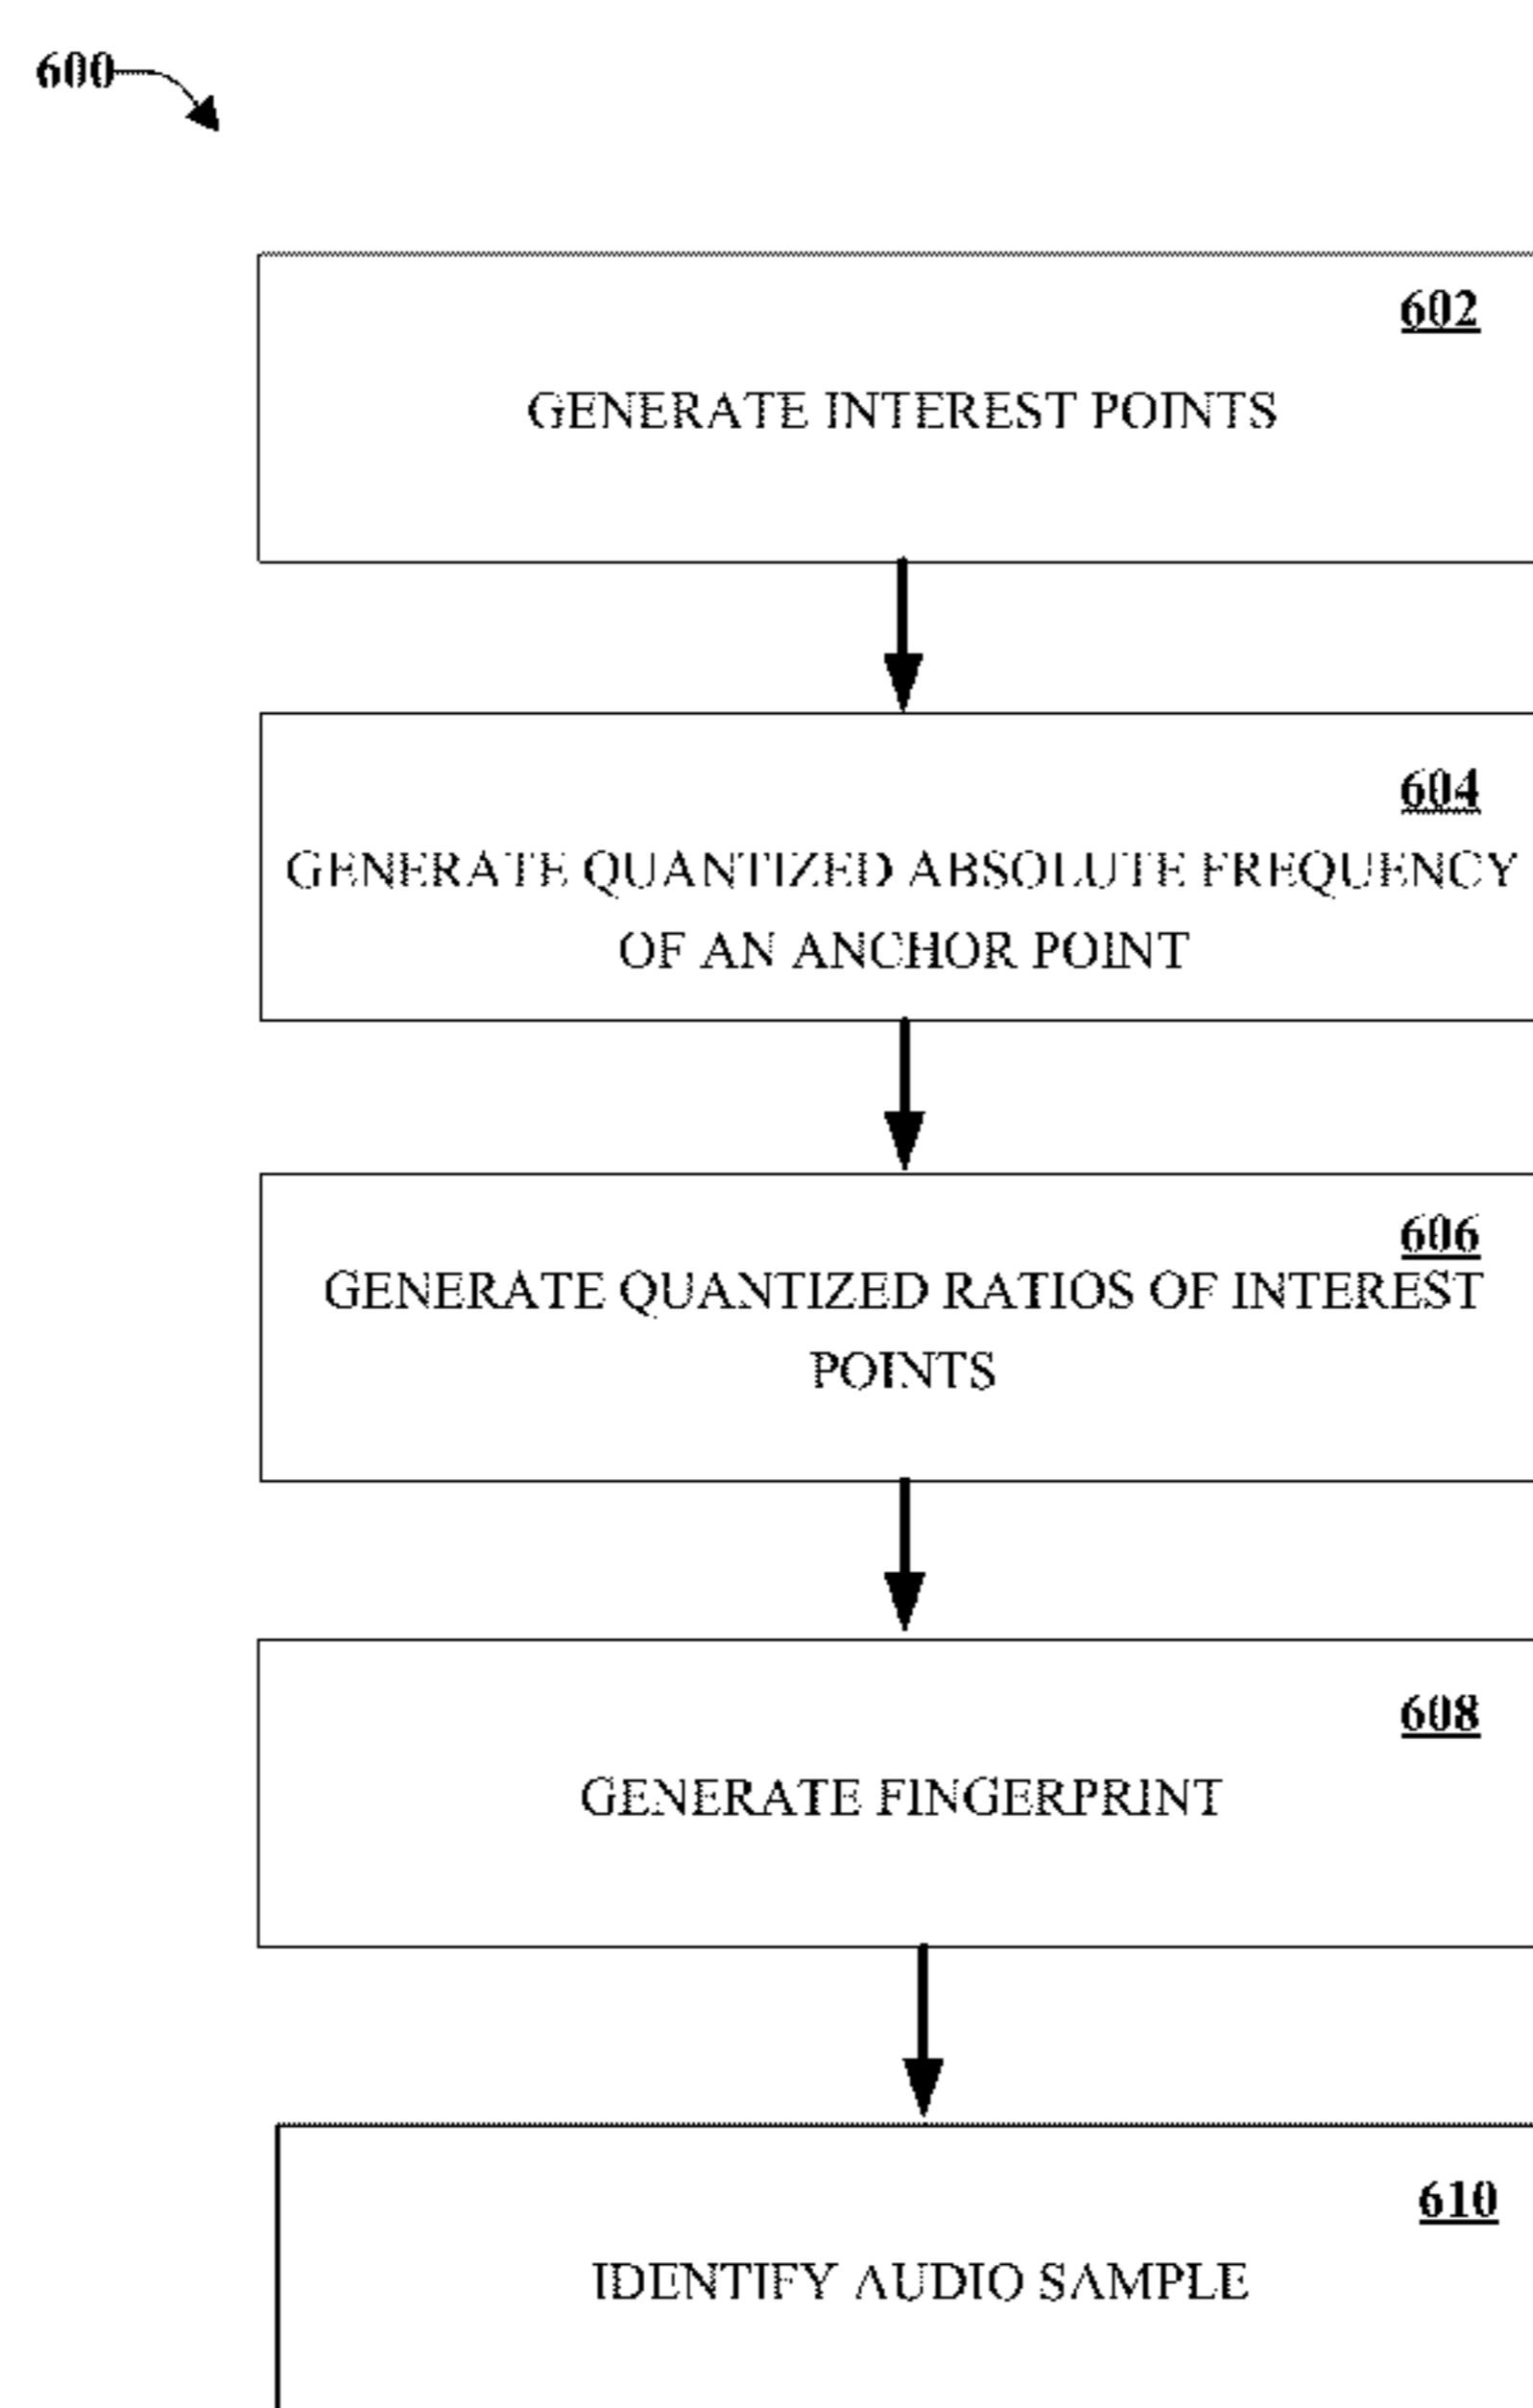 600
602
GENERATE INTEREST POINTS
604
GENERATE QUANTIZED ABSOLUTE FREQUENCY
OF AN ANCHOR POINT
606
GENERATE QUANTIZED RATIOS OF INTEREST
POINTS
608
GENERATE FINGERPRINT
610
IDENTIFY AUDIO SAMPLE